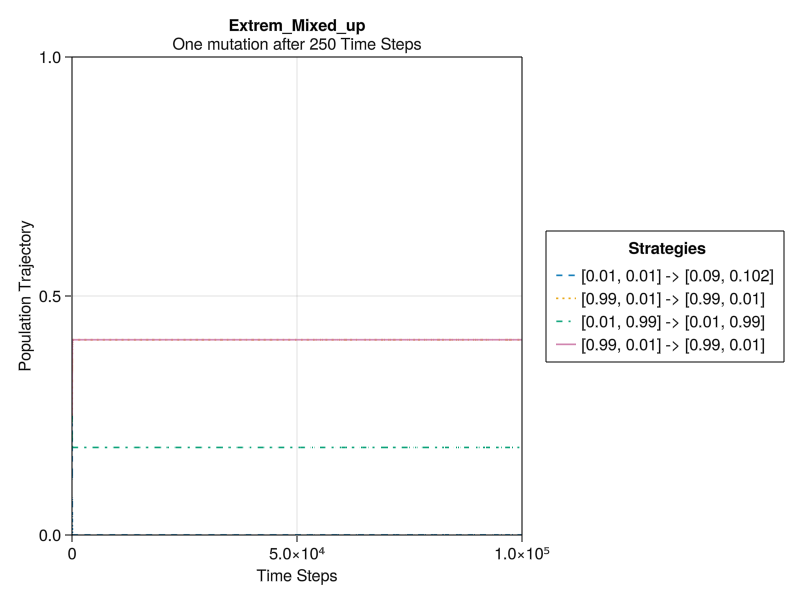 Extrem_Mixed_up
One mutation after 250 Time Steps
1.0
0.5
0.0
Population Trajectory
0
5.0×10⁴
1.0×10⁵
Time Steps
Strategies
[0.01, 0.01] -> [0.09, 0.102]
[0.99, 0.01] -> [0.99, 0.01]
[0.01, 0.99] -> [0.01, 0.99]
[0.99, 0.01] -> [0.99, 0.01]